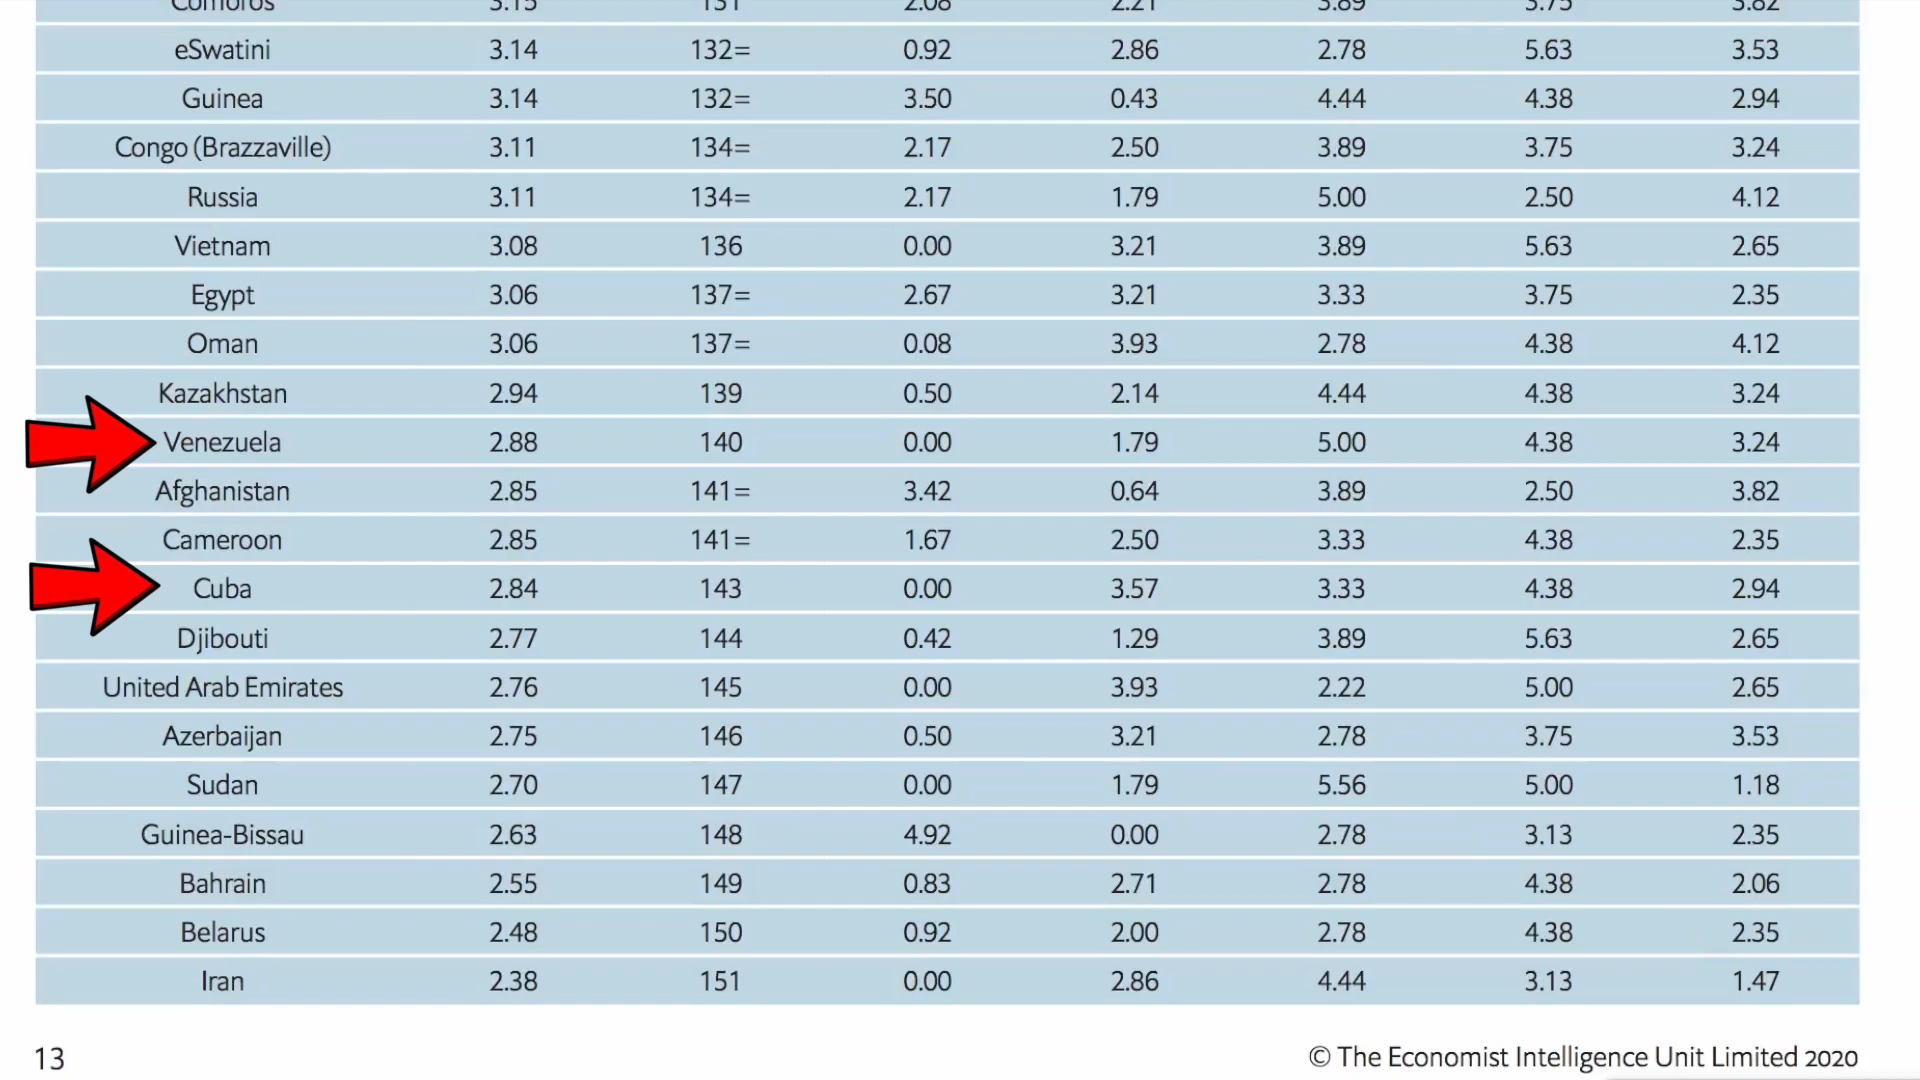 Comoros 3.15 131 2.08 2.21 3.89 3.75 3.82
eSwatini 3.14 132= 0.92 2.86 2.78 5.63 3.53
Guinea 3.14 132= 3.50 0.43 4.44 4.38 2.94
Congo (Brazzaville) 3.11 134= 2.17 2.50 3.89 3.75 3.24
Russia 3.11 134= 2.17 1.79 5.00 2.50 4.12
Vietnam 3.08 136 0.00 3.21 3.89 5.63 2.65
Egypt 3.06 137= 2.67 3.21 3.33 3.75 2.35
Oman 3.06 137= 0.08 3.93 2.78 4.38 4.12
Kazakhstan 2.94 139 0.50 2.14 4.44 4.38 3.24
Venezuela 2.88 140 0.00 1.79 5.00 4.38 3.24
Afghanistan 2.85 141= 3.42 0.64 3.89 2.50 3.82
Cameroon 2.85 141= 1.67 2.50 3.33 4.38 2.35
Cuba 2.84 143 0.00 3.57 3.33 4.38 2.94
Djibouti 2.77 144 0.42 1.29 3.89 5.63 2.65
United Arab Emirates 2.76 145 0.00 3.93 2.22 5.00 2.65
Azerbaijan 2.75 146 0.50 3.21 2.78 3.75 3.53
Sudan 2.70 147 0.00 1.79 5.56 5.00 1.18
Guinea-Bissau 2.63 148 4.92 0.00 2.78 3.13 2.35
Bahrain 2.55 149 0.83 2.71 2.78 4.38 2.06
Belarus 2.48 150 0.92 2.00 2.78 4.38 2.35
Iran 2.38 151 0.00 2.86 4.44 3.13 1.47
13 © The Economist Intelligence Unit Limited 2020